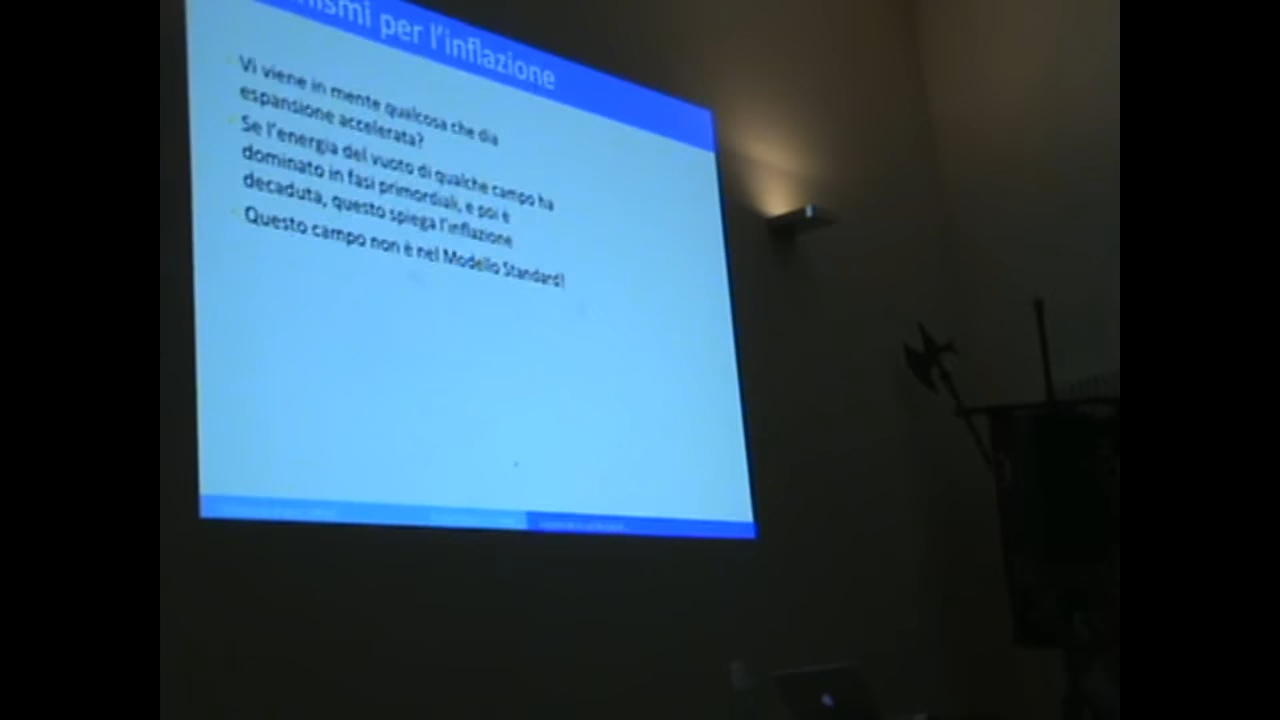 per l'inflazione
Vi viene in mente qualcosa che dia
espansione accelerata?
Se l'energia del vuoto di qualche campo ha
dominato in fasi primordiali, e poi è
decaduta, questo spiega l'inflazione
Questo campo non è nel Modello Standard!